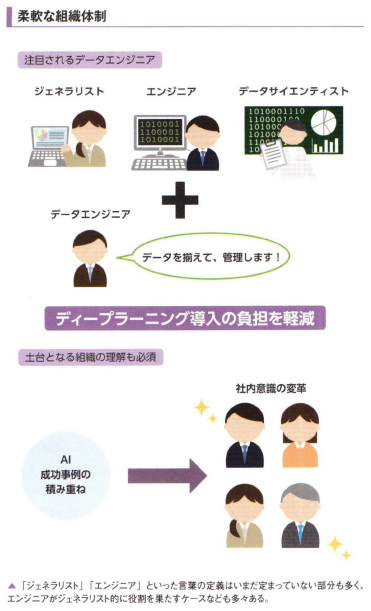 柔軟な組織体制
注目されるデータエンジニア
ジェネラリスト
エンジニア
データサイエンティスト
1010001
1100001
1010001
1010001110
110000100
データエンジニア
データを揃えて、管理します！
ディープラーニング導入の負担を軽減
土台となる組織の理解も必須
社内意識の変革
AI
成功事例の
積み重ね
▲「ジェネラリスト」「エンジニア」といった言葉の定義はいまだ定まっていない部分も多く、
エンジニアがジェネラリスト的に役割を果たすケースなども多々ある。